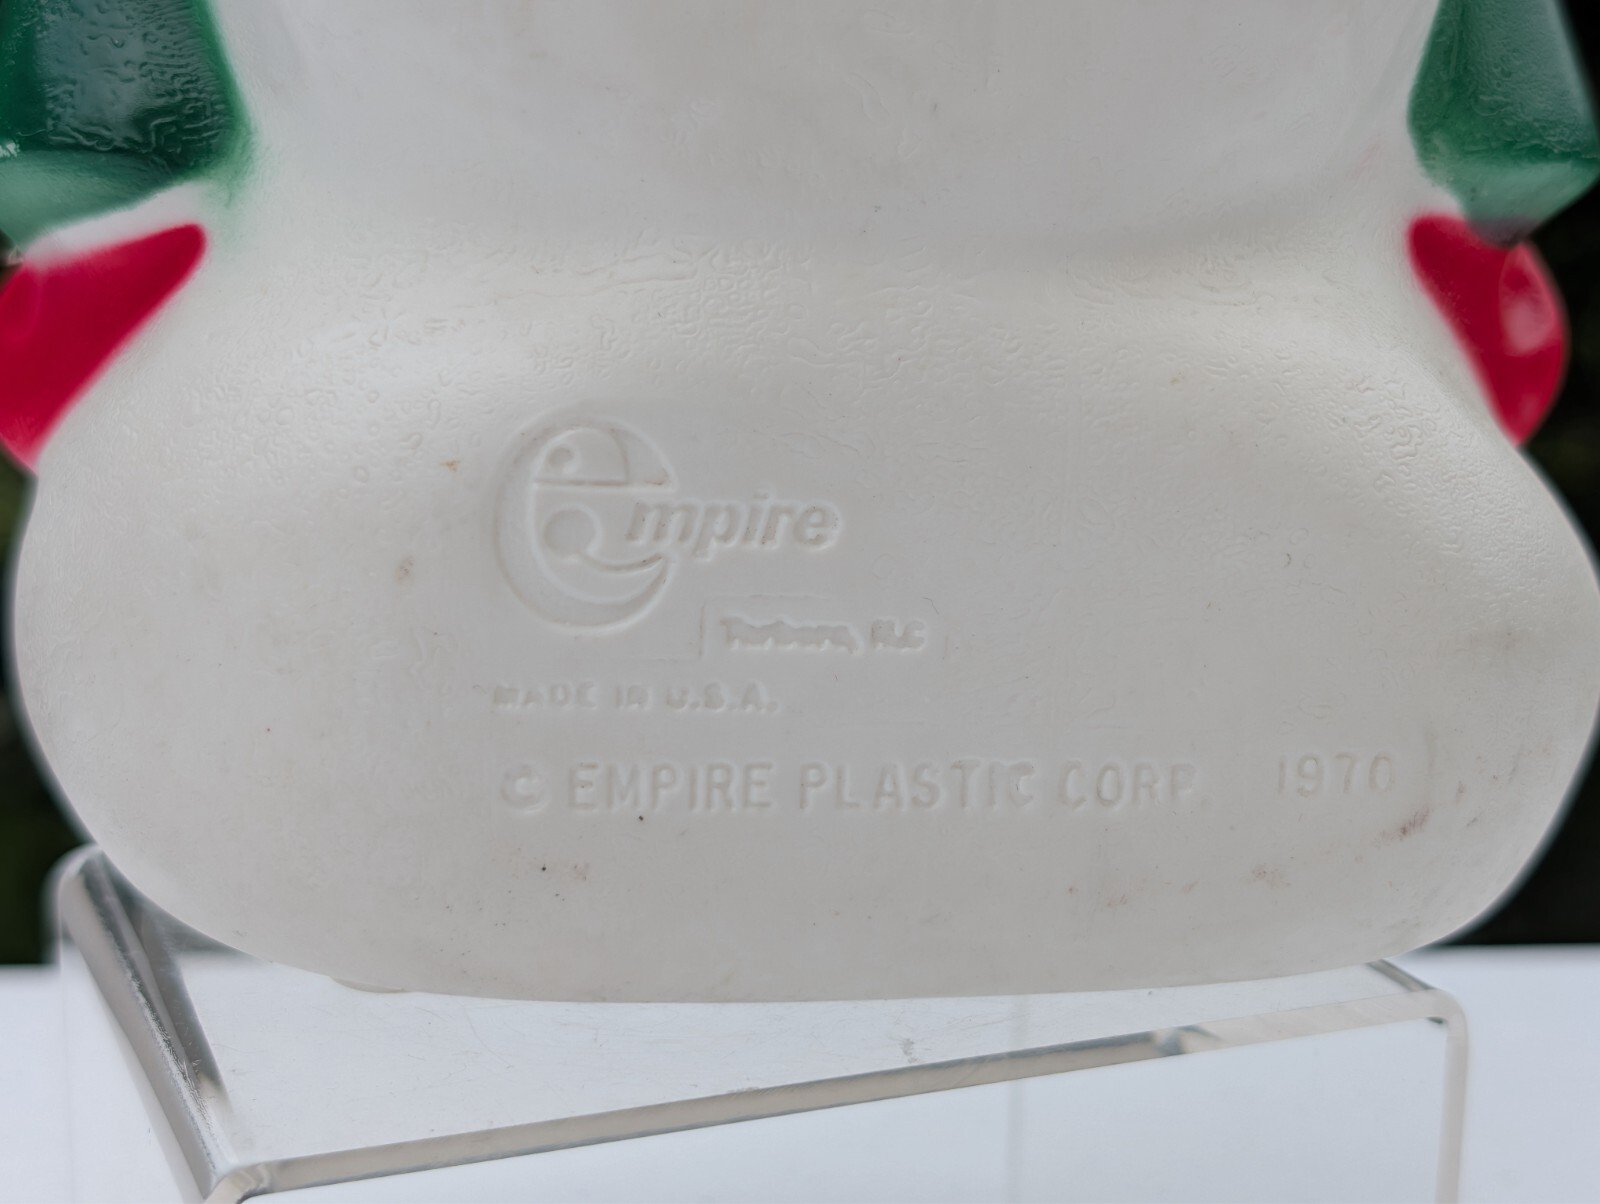 Empire
Tarboro, N.C
MADE IN U.S.A.
© EMPIRE PLASTIC CORP. 1970